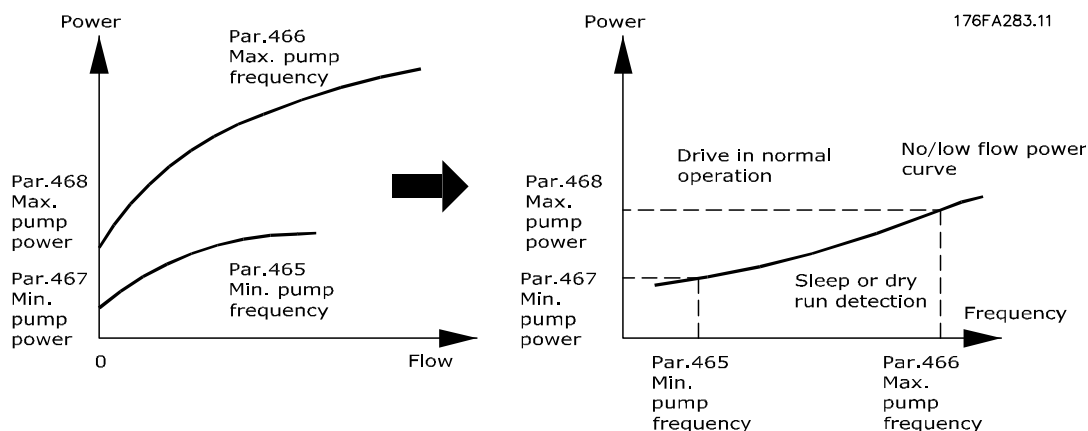 Power
Par.466
Max. pump
frequency
Par.468
Max.
pump
power
Par.467
Min.
pump
power
Par.465
Min. pump
frequency
0
Flow
Power
176FA283.11
Drive in normal
operation
No/low flow power
curve
Par.468
Max.
pump
power
Par.467
Min.
pump
power
Sleep or dry
run detection
Frequency
Par.465
Min.
pump
frequency
Par.466
Max.
pump
frequency